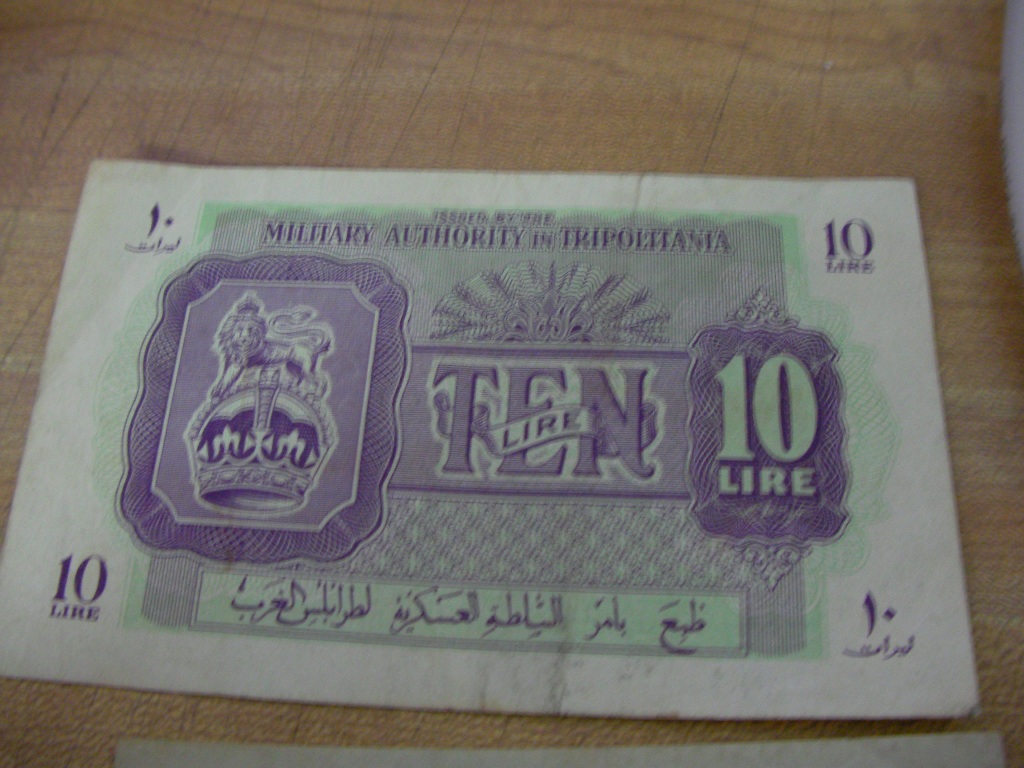 ISSUED BY THE
MILITARY AUTHORITY IN TRIPOLITANIA
١٠
ليرات
10
LIRE
TEN
LIRE
10
LIRE
10
LIRE
طبع بامر السلطة العسكرية لطرابلس الغرب
١٠
ليرات